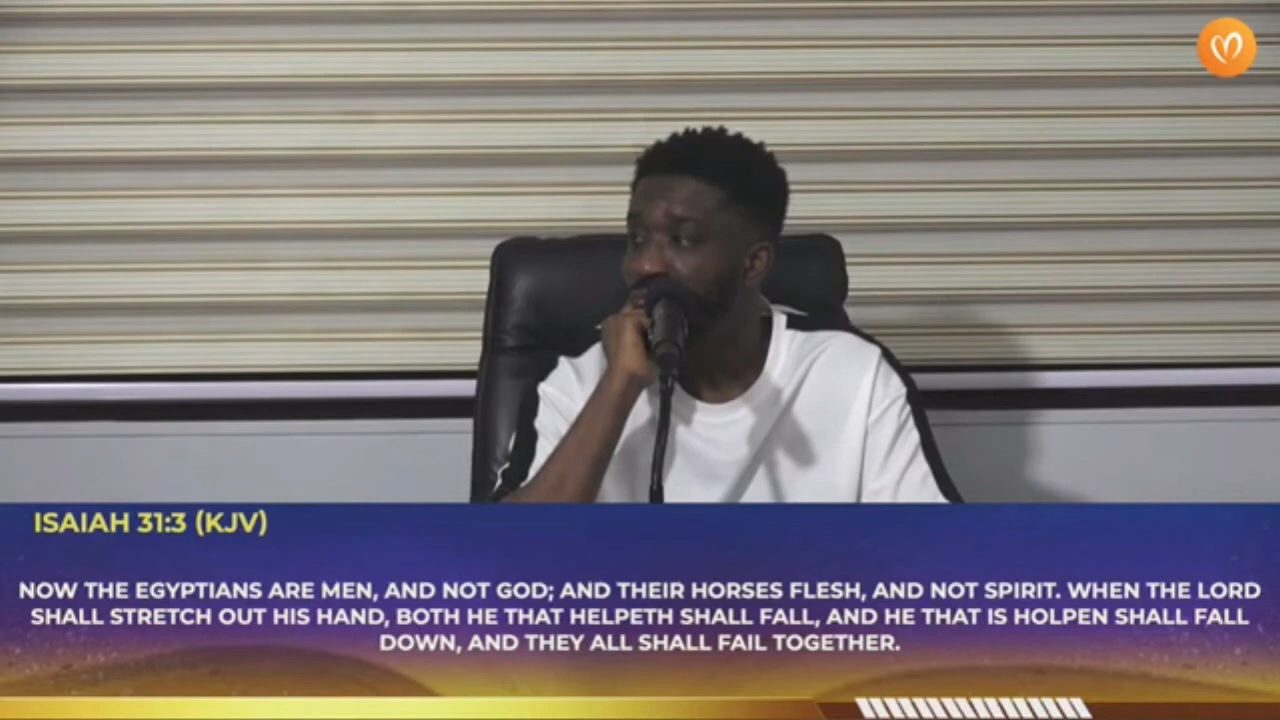 ISAIAH 31:3 (KJV)
NOW THE EGYPTIANS ARE MEN, AND NOT GOD; AND THEIR HORSES FLESH, AND NOT SPIRIT. WHEN THE LORD
SHALL STRETCH OUT HIS HAND, BOTH HE THAT HELPETH SHALL FALL, AND HE THAT IS HOLPEN SHALL FALL
DOWN, AND THEY ALL SHALL FAIL TOGETHER.